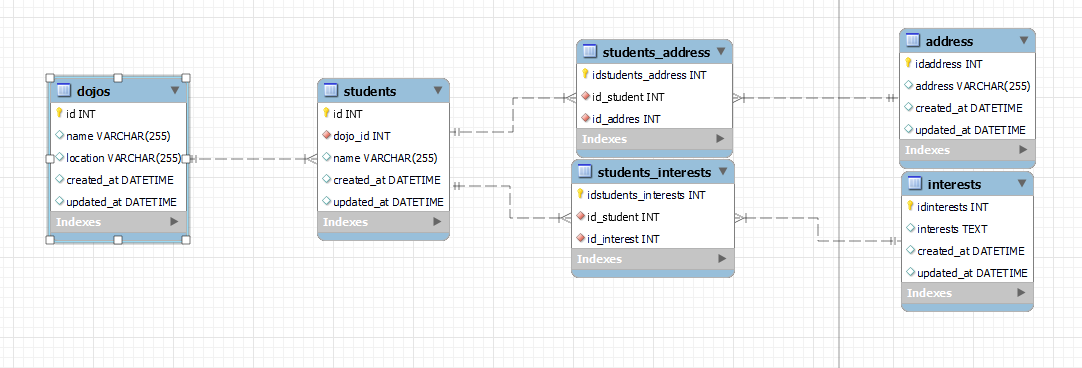 dojos
id INT
name VARCHAR(255)
location VARCHAR(255)
created_at DATETIME
updated_at DATETIME
Indexes
students
id INT
dojo_id INT
name VARCHAR(255)
created_at DATETIME
updated_at DATETIME
Indexes
students_address
idstudents_address INT
id_student INT
id_addres INT
Indexes
students_interests
idstudents_interests INT
id_student INT
id_interest INT
Indexes
address
idaddress INT
address VARCHAR(255)
created_at DATETIME
updated_at DATETIME
Indexes
interests
idinterests INT
interests TEXT
created_at DATETIME
updated_at DATETIME
Indexes